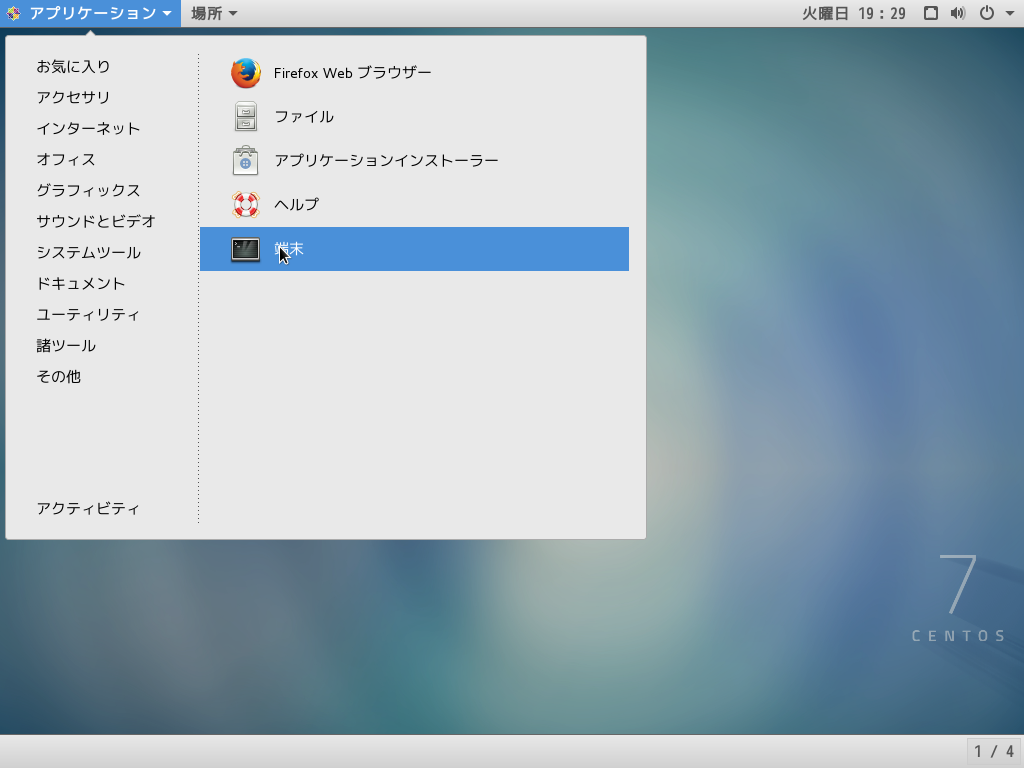 アプリケーション 場所 火曜日 19 : 29
お気に入り
アクセサリ
インターネット
オフィス
グラフィックス
サウンドとビデオ
システムツール
ドキュメント
ユーティリティ
諸ツール
その他
アクティビティ
Firefox Web ブラウザー
ファイル
アプリケーションインストーラー
ヘルプ
端末
7
CENTOS
1 / 4